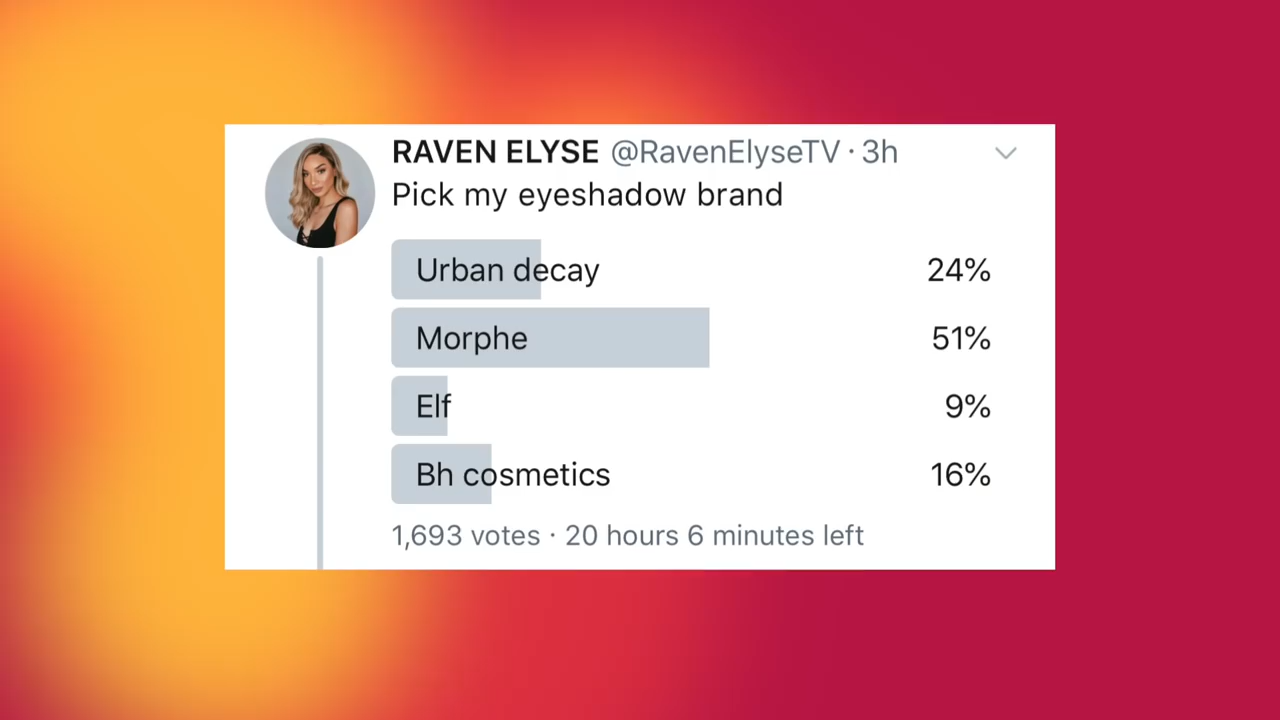 RAVEN ELYSE @RavenElyseTV · 3h
Pick my eyeshadow brand
Urban decay 24%
Morphe 51%
Elf 9%
Bh cosmetics 16%
1,693 votes · 20 hours 6 minutes left